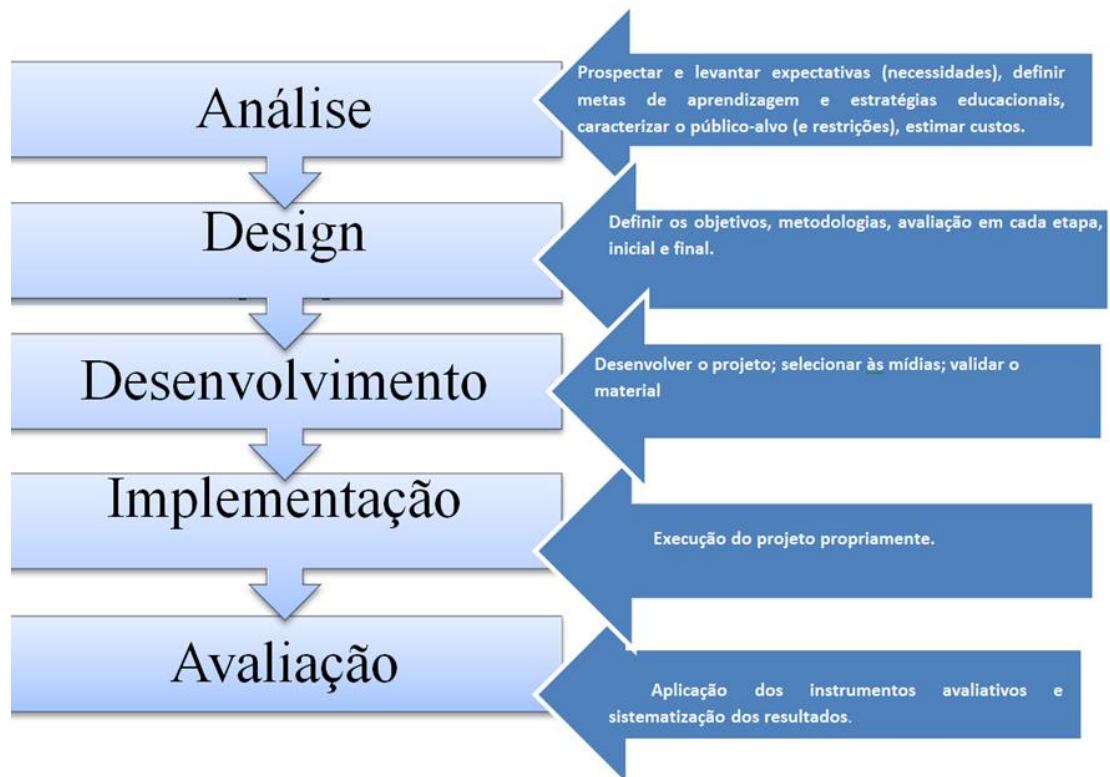 Análise
Prospectar e levantar expectativas (necessidades), definir
metas de aprendizagem e estratégias educacionais,
caracterizar o público-alvo (e restrições), estimar custos.
Design
Definir os objetivos, metodologias, avaliação em cada etapa,
inicial e final.
Desenvolvimento
Desenvolver o projeto; selecionar às mídias; validar o
material
Implementação
Execução do projeto propriamente.
Avaliação
Aplicação dos instrumentos avaliativos e
sistematização dos resultados.